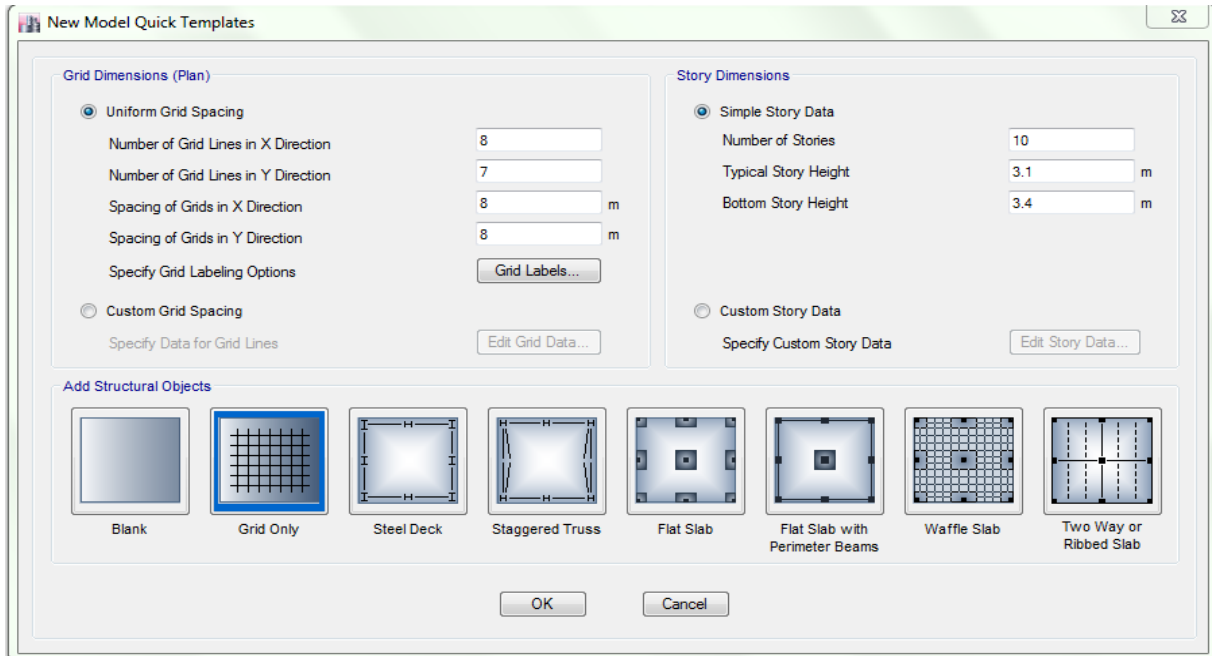 New Model Quick Templates
Grid Dimensions (Plan)
Uniform Grid Spacing
Number of Grid Lines in X Direction 8
Number of Grid Lines in Y Direction 7
Spacing of Grids in X Direction 8 m
Spacing of Grids in Y Direction 8 m
Specify Grid Labeling Options Grid Labels...
Custom Grid Spacing
Specify Data for Grid Lines Edit Grid Data...
Story Dimensions
Simple Story Data
Number of Stories 10
Typical Story Height 3.1 m
Bottom Story Height 3.4 m
Custom Story Data
Specify Custom Story Data Edit Story Data...
Add Structural Objects
Blank
Grid Only
Steel Deck
Staggered Truss
Flat Slab
Flat Slab with
Perimeter Beams
Waffle Slab
Two Way or
Ribbed Slab
OK Cancel